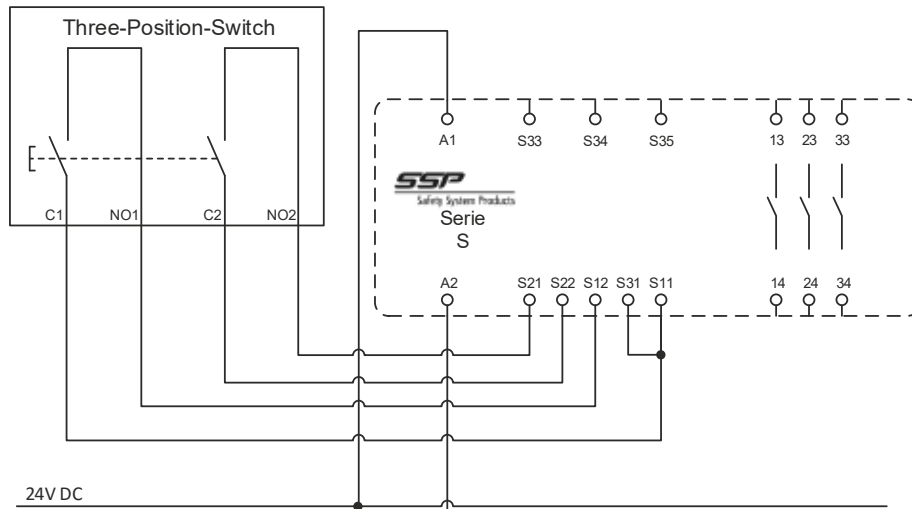 Three-Position-Switch
C1 NO1 C2 NO2
A1 S33 S34 S35 13 23 33
SSP
Safety System Products
Serie
S
A2 S21 S22 S12 S31 S11 14 24 34
24V DC